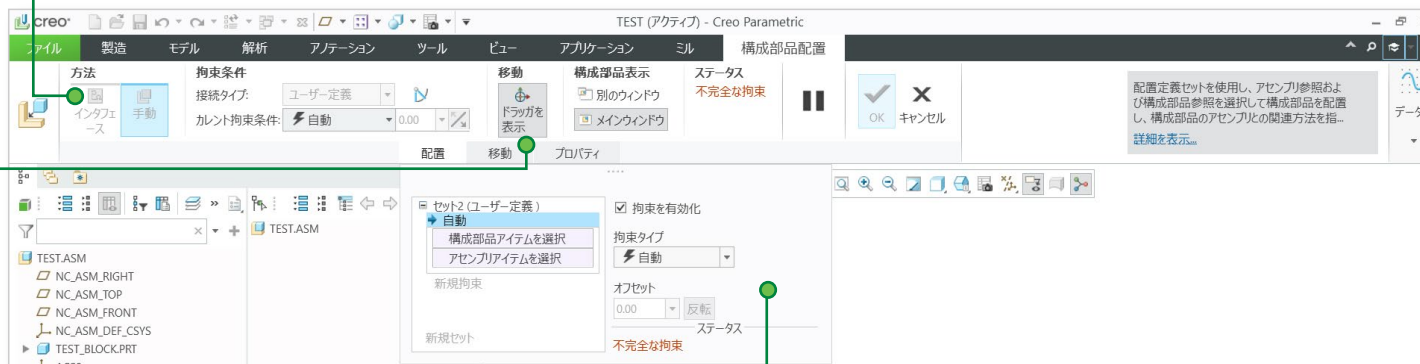 creo
TEST (アクティブ) - Creo Parametric
ファイル 製造 モデル 解析 アノテーション ツール ビュー アプリケーション ミル 構成部品配置
方法 拘束条件 移動 構成部品表示 ステータス
インタフェース 手動
接続タイプ: ユーザー定義
カレント拘束条件: 自動 0.00
ドラッガを表示
別のウィンドウ
メインウィンドウ
不完全な拘束
OK キャンセル
配置定義セットを使用し、アセンブリ参照およ
び構成部品参照を選択して構成部品を配置
し、構成部品のアセンブリとの関連方法を指...
詳細を表示...
データ
配置 移動 プロパティ
TEST.ASM
TEST.ASM
NC_ASM_RIGHT
NC_ASM_TOP
NC_ASM_FRONT
NC_ASM_DEF_CSYS
TEST_BLOCK.PRT
セット2 (ユーザー定義 )
自動
構成部品アイテムを選択
アセンブリアイテムを選択
新規拘束
新規セット
拘束を有効化
拘束タイプ
自動
オフセット
0.00 反転
ステータス
不完全な拘束